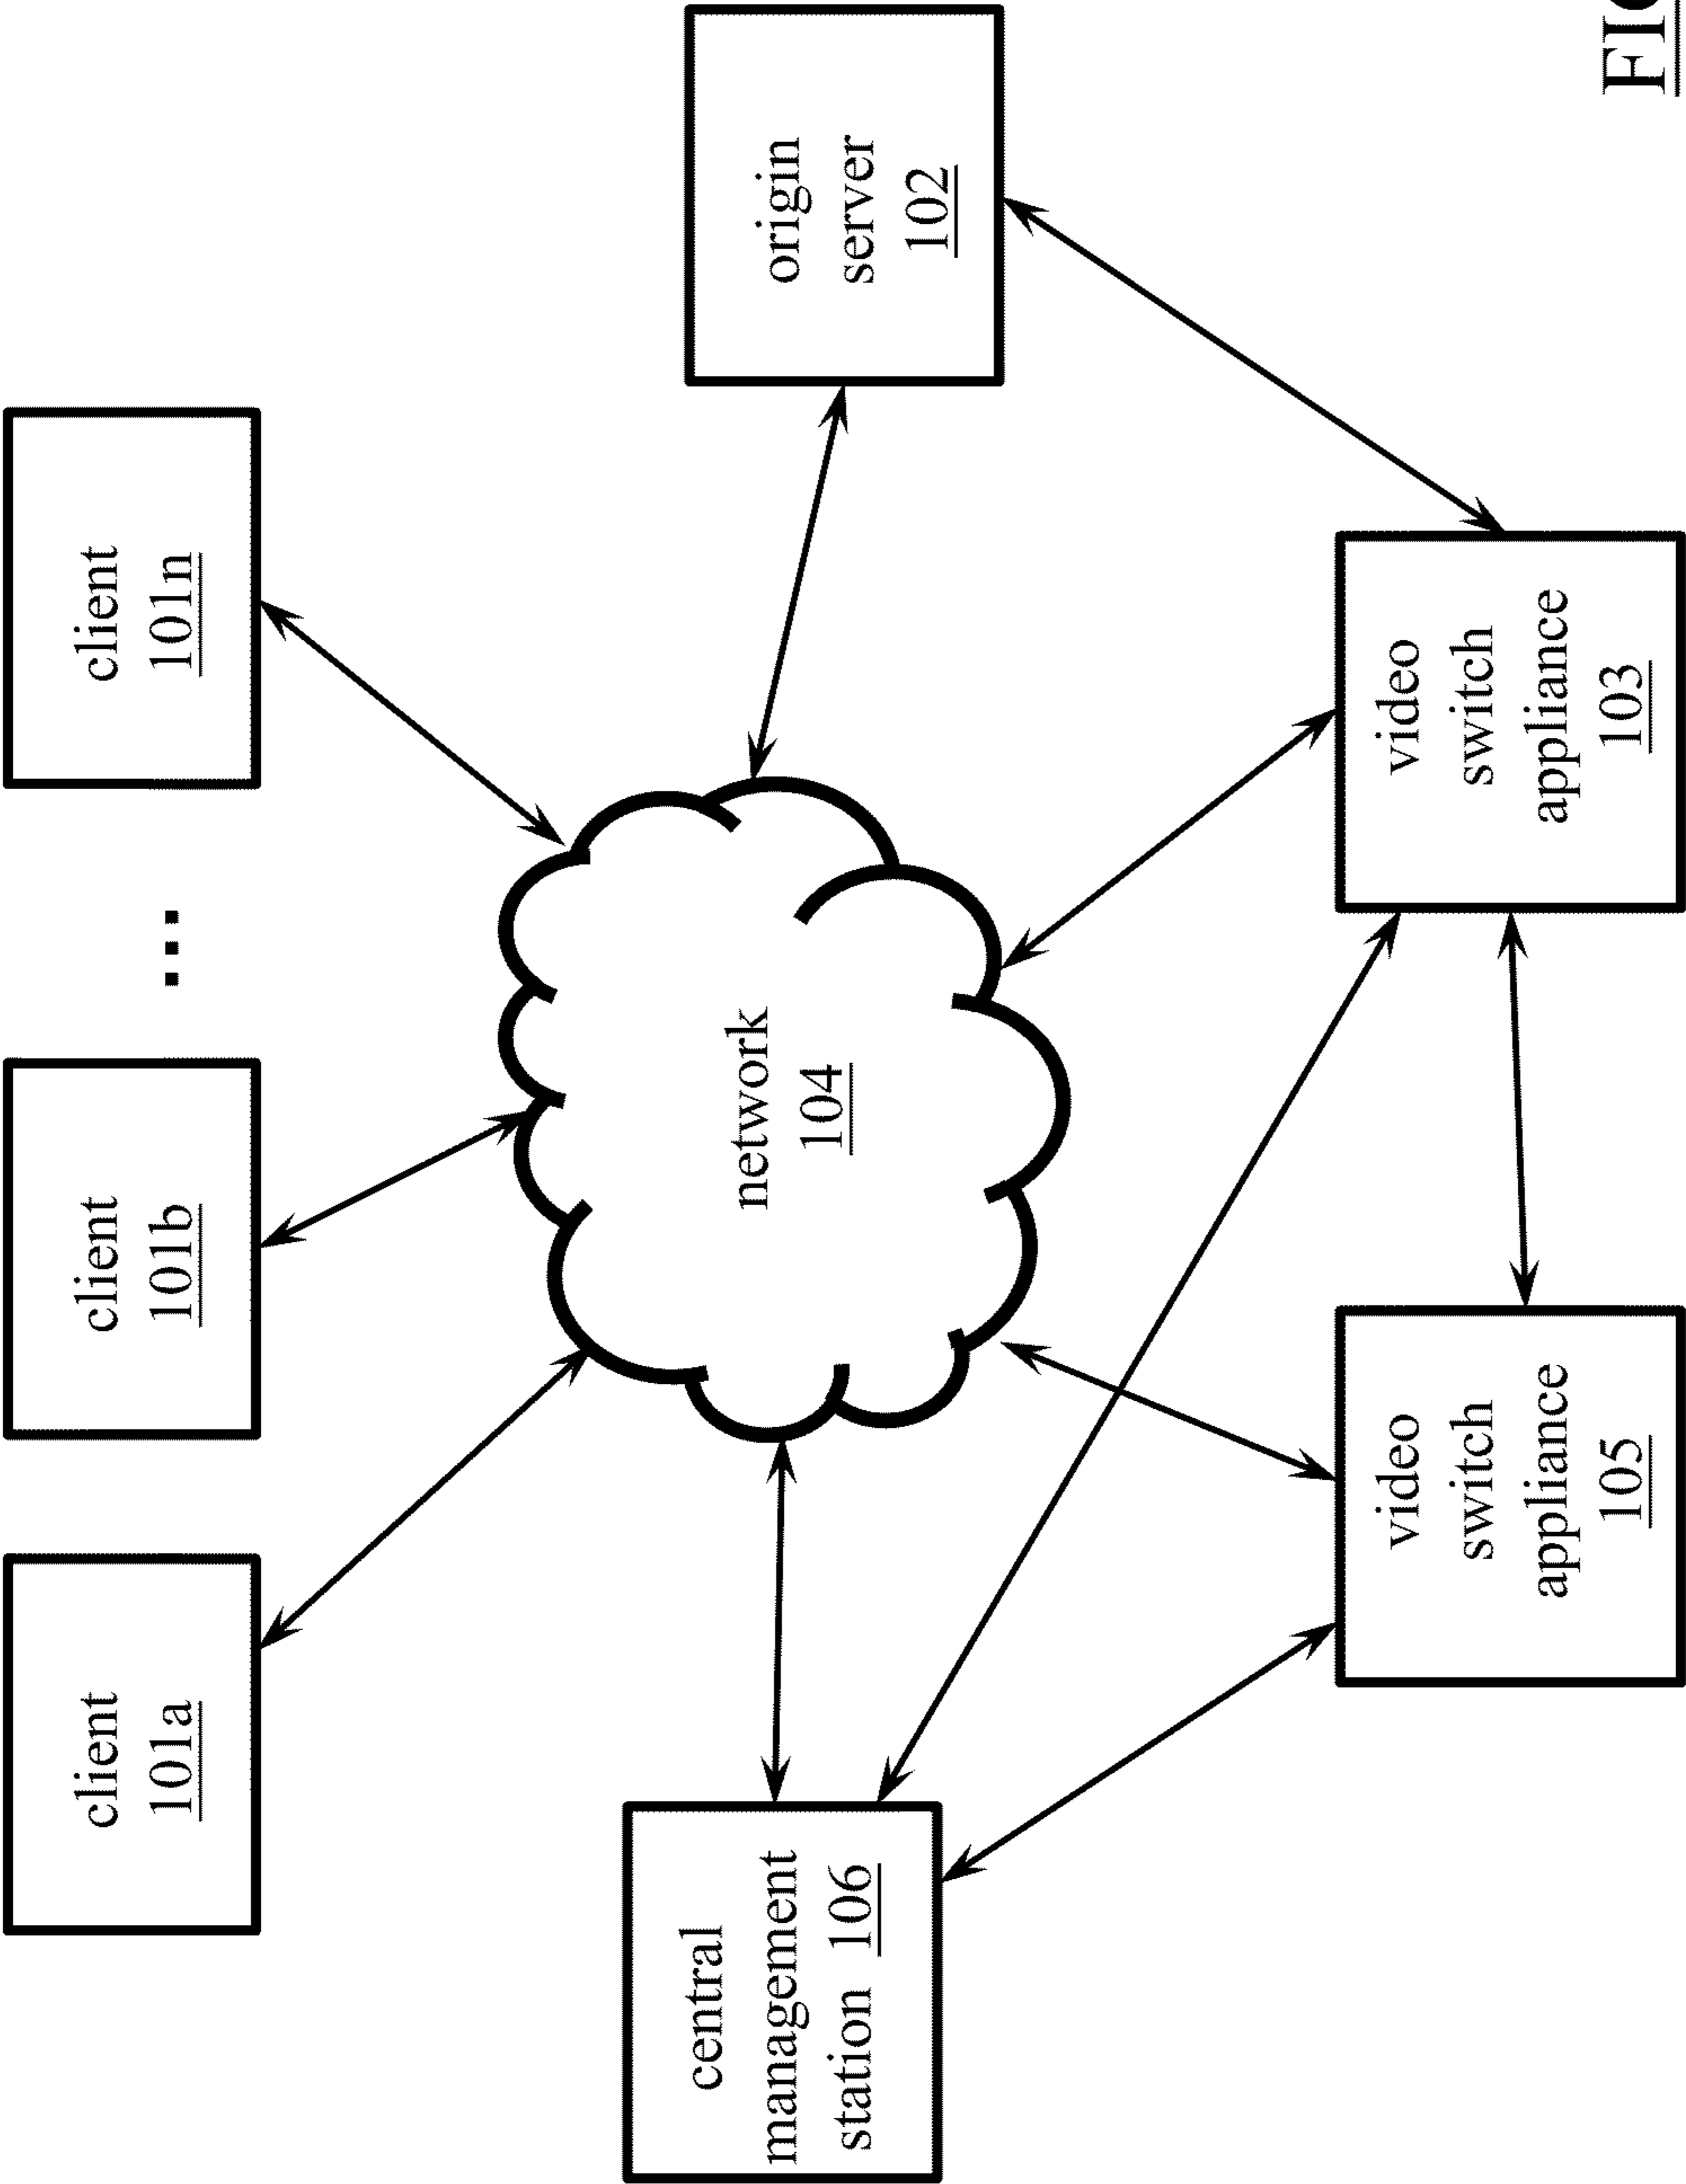 client
101a
client
101b
...
client
101n
central
management
station 106
network
104
origin
server
102
video
switch
appliance
105
video
switch
appliance
103